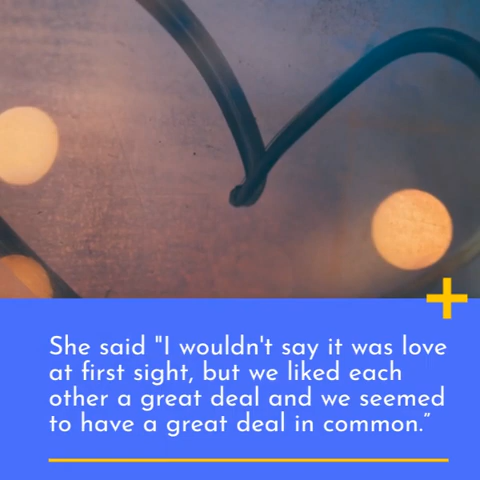 She said "I wouldn't say it was love
at first sight, but we liked each
other a great deal and we seemed
to have a great deal in common.”